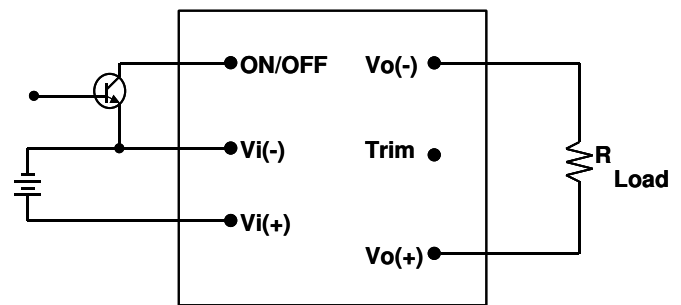 ON/OFF Vo(-)
Vi(-) Trim
R
Load
Vi(+)
Vo(+)